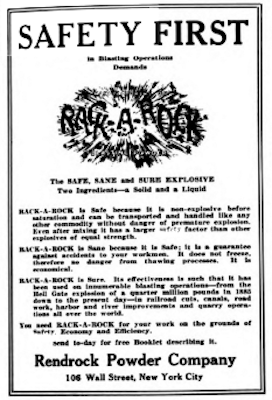 SAFETY FIRST
in Blasting Operations
Demands
RACK-A-ROCK
The SAFE, SANE and SURE EXPLOSIVE
Two Ingredients—a Solid and a Liquid
RACK-A-ROCK is Safe because it is non-explosive before
saturation and can be transported and handled like any
other commodity without danger of premature explosion.
Even after mixing it has a larger safety factor than other
explosives of equal strength.
RACK-A-ROCK is Sane because it is Safe; it is a guarantee
against accidents to your workmen. It does not freeze,
therefore no danger from thawing processes. It is
economical.
RACK-A-ROCK is Sure. Its effectiveness is such that it has
been used on innumerable blasting operations—from the
Hell Gate explosion of a quarter million pounds in 1885
down to the present day—in railroad cuts, canals, road
work, harbor and river improvements and quarry opera-
tions all over the world.
You need RACK-A-ROCK for your work on the grounds of
Safety Economy and Efficiency.
send to-day for free Booklet describing it.
Rendrock Powder Company
106 Wall Street, New York City